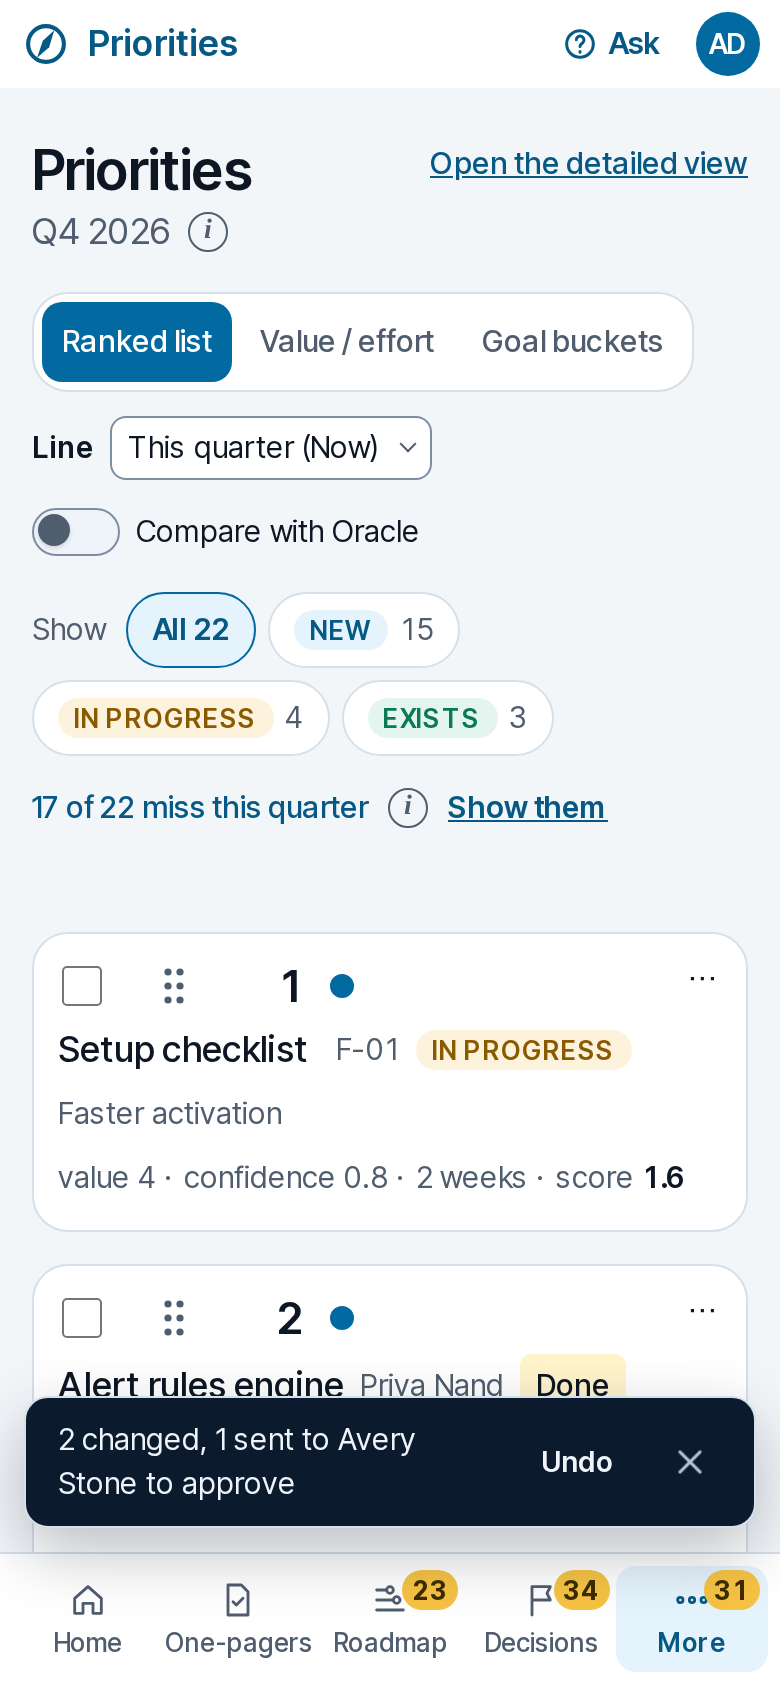 Priorities
Ask
AD
Priorities
Open the detailed view
Q4 2026 i
Ranked list
Value / effort
Goal buckets
Line
This quarter (Now)
Compare with Oracle
Show
All 22
NEW 15
IN PROGRESS 4
EXISTS 3
17 of 22 miss this quarter i Show them
1
...
Setup checklist F-01 IN PROGRESS
Faster activation
value 4 · confidence 0.8 · 2 weeks · score 1.6
2
...
Alert rules engine Priya Nand Done
2 changed, 1 sent to Avery
Stone to approve
Undo
23
34
31
Home
One-pagers
Roadmap
Decisions
More